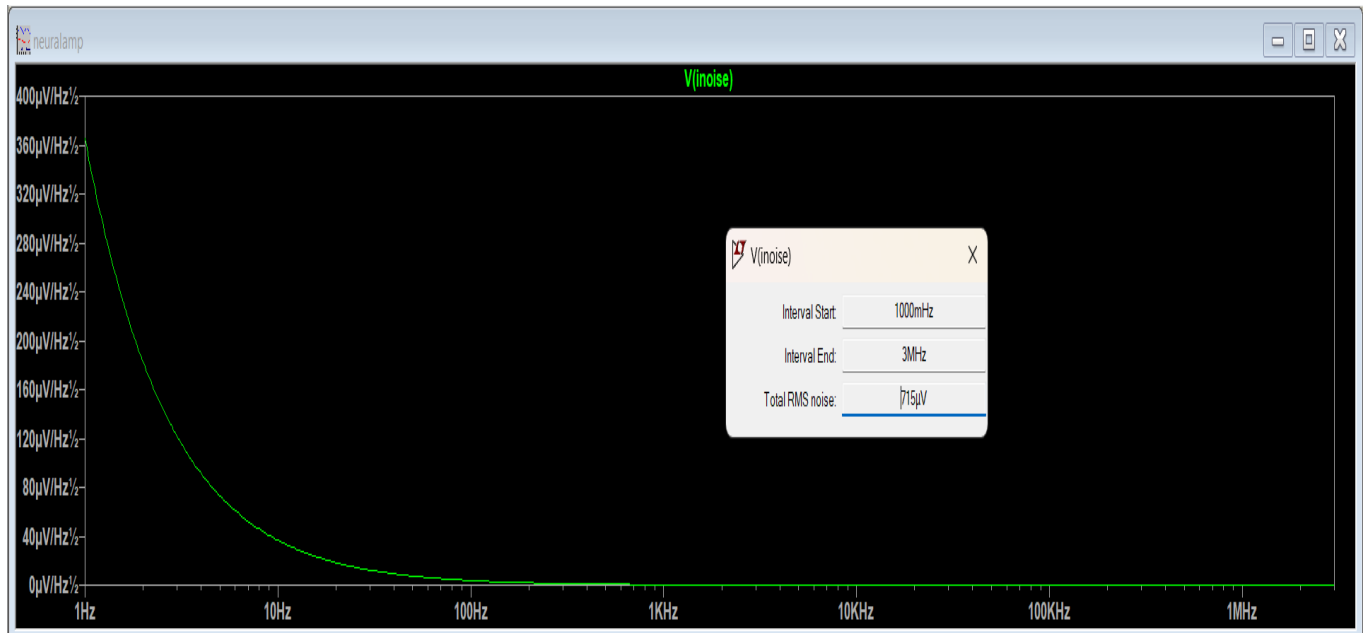 neuralamp
V(inoise)
400µV/Hz½
360µV/Hz½
320µV/Hz½
280µV/Hz½
240µV/Hz½
200µV/Hz½
160µV/Hz½
120µV/Hz½
80µV/Hz½
40µV/Hz½
0µV/Hz½
1Hz 10Hz 100Hz 1KHz 10KHz 100KHz 1MHz
V(inoise)
Interval Start: 1000mHz
Interval End: 3MHz
Total RMS noise: 715µV